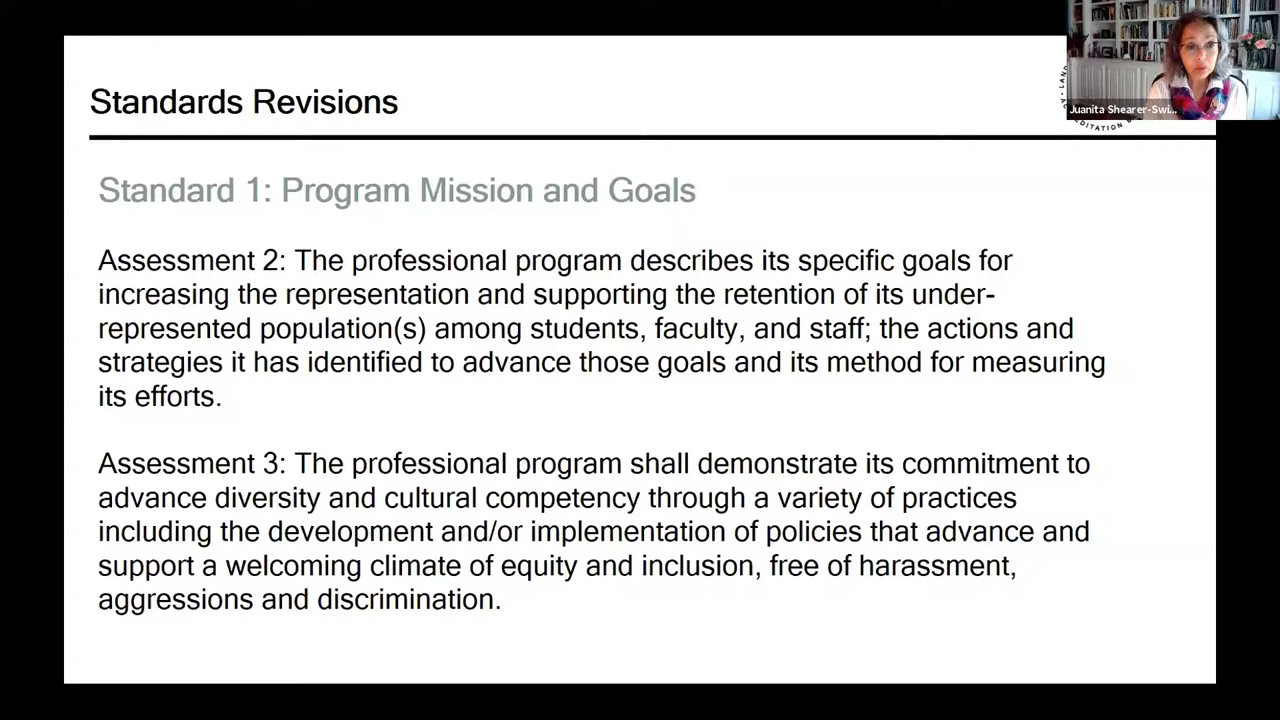 Standards Revisions
Juanita Shearer-Swi...
Standard 1: Program Mission and Goals
Assessment 2: The professional program describes its specific goals for
increasing the representation and supporting the retention of its under-
represented population(s) among students, faculty, and staff; the actions and
strategies it has identified to advance those goals and its method for measuring
its efforts.
Assessment 3: The professional program shall demonstrate its commitment to
advance diversity and cultural competency through a variety of practices
including the development and/or implementation of policies that advance and
support a welcoming climate of equity and inclusion, free of harassment,
aggressions and discrimination.